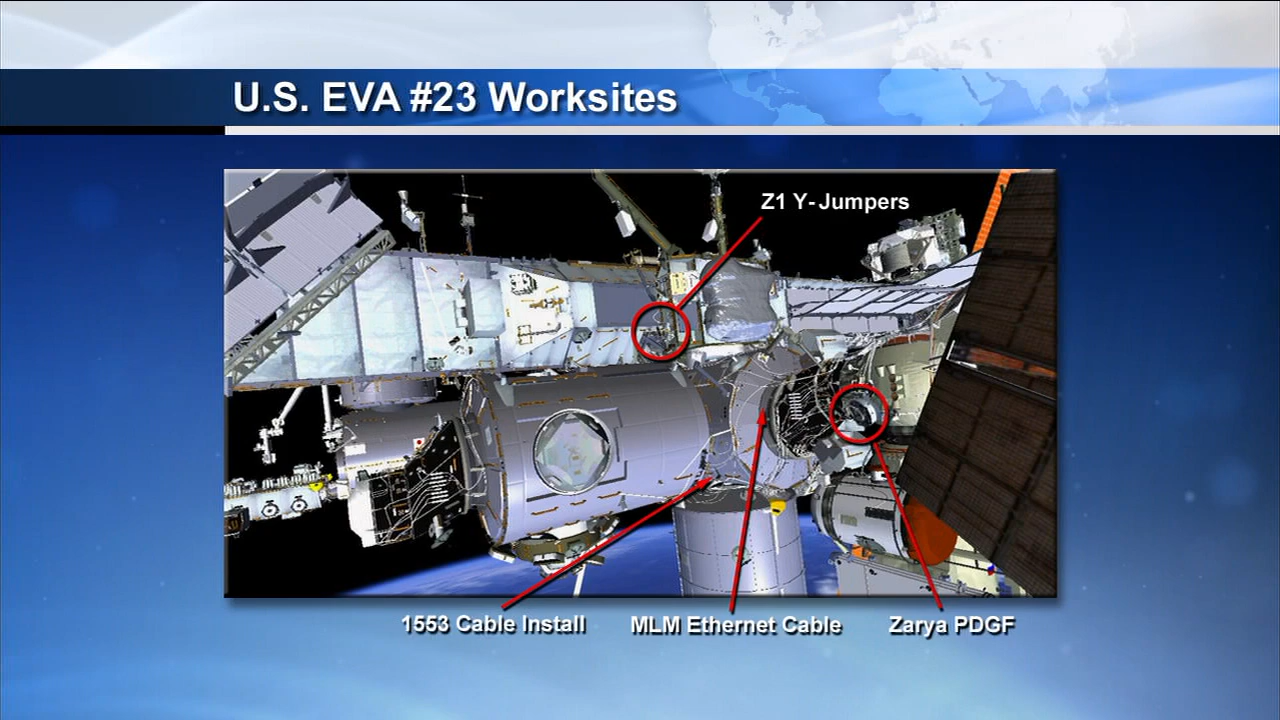 U.S. EVA #23 Worksites
Z1 Y-Jumpers
1553 Cable Install
MLM Ethernet Cable
Zarya PDGF